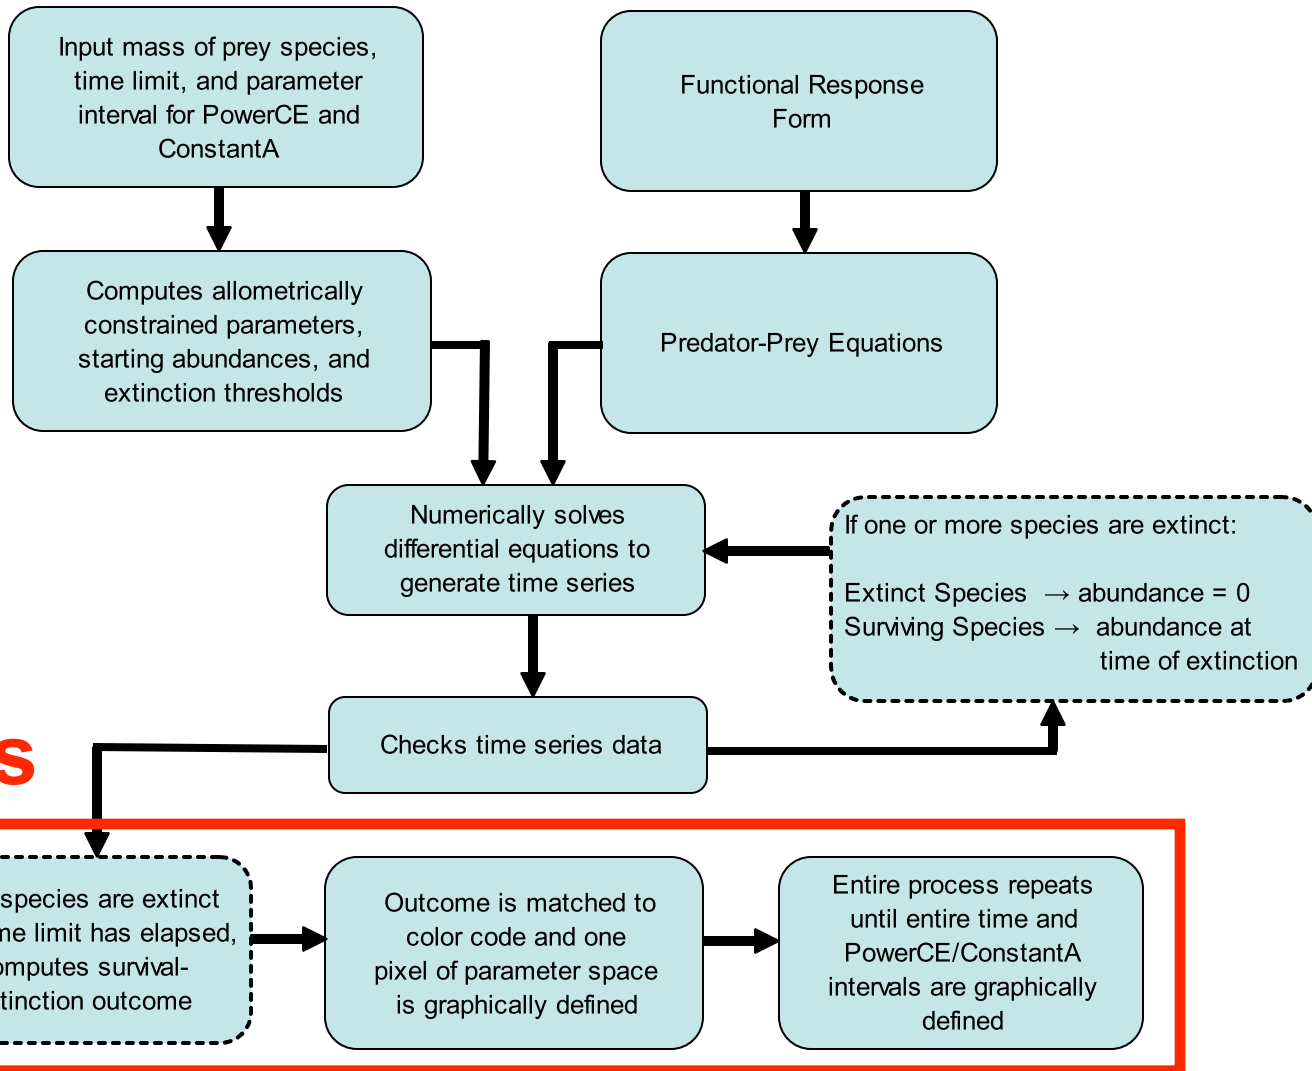 Input mass of prey species,
time limit, and parameter
interval for PowerCE and
ConstantA
Functional Response
Form
Computes allometrically
constrained parameters,
starting abundances, and
extinction thresholds
Predator-Prey Equations
Numerically solves
differential equations to
generate time series
If one or more species are extinct:
Extinct Species → abundance = 0
Surviving Species → abundance at
time of extinction
Checks time series data
s
species are extinct
me limit has elapsed,
omputes survival-
tinction outcome
Outcome is matched to
color code and one
pixel of parameter space
is graphically defined
Entire process repeats
until entire time and
PowerCE/ConstantA
intervals are graphically
defined